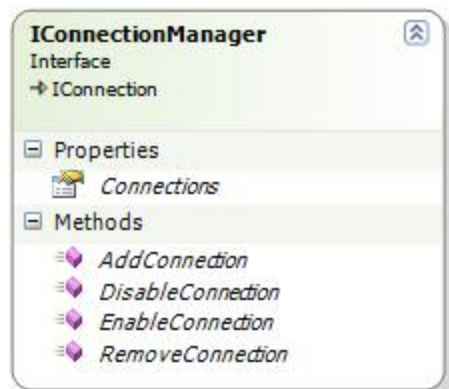 IConnectionManager
Interface
IConnection
Properties
Connections
Methods
AddConnection
DisableConnection
EnableConnection
RemoveConnection